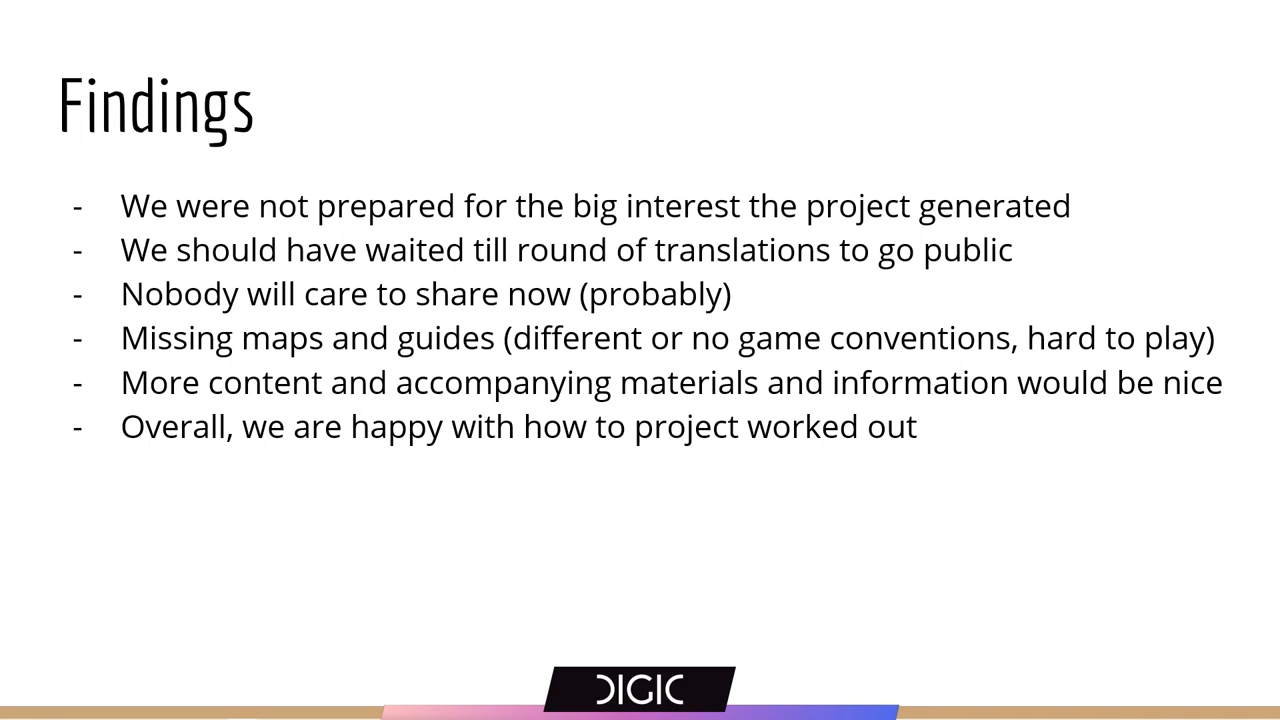 Findings
- We were not prepared for the big interest the project generated
- We should have waited till round of translations to go public
- Nobody will care to share now (probably)
- Missing maps and guides (different or no game conventions, hard to play)
- More content and accompanying materials and information would be nice
- Overall, we are happy with how to project worked out
DIGIC